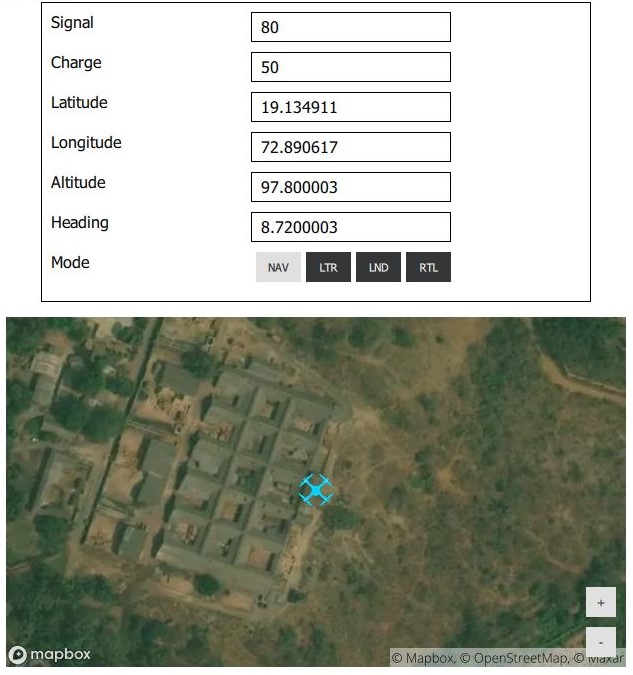 Signal 80
Charge 50
Latitude 19.134911
Longitude 72.890617
Altitude 97.800003
Heading 8.7200003
Mode NAV LTR LND RTL
+
-
mapbox © Mapbox, © OpenStreetMap, © Maxar